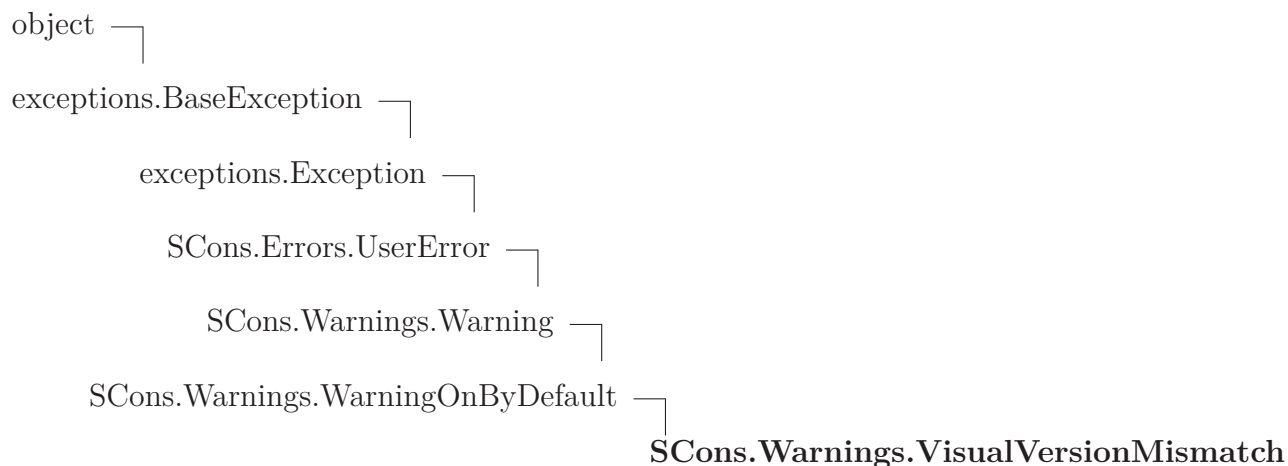 object
exceptions.BaseException
exceptions.Exception
SCons.Errors.UserError
SCons.Warnings.Warning
SCons.Warnings.WarningOnByDefault
SCons.Warnings.VisualVersionMismatch